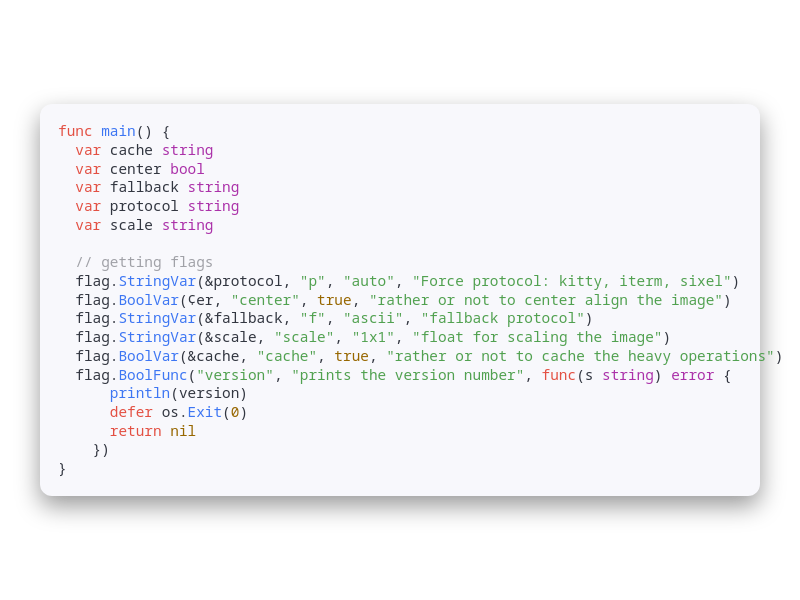 func main() {
  var cache string
  var center bool
  var fallback string
  var protocol string
  var scale string

  // getting flags
  flag.StringVar(&protocol, "p", "auto", "Force protocol: kitty, iterm, sixel")
  flag.BoolVar(¢er, "center", true, "rather or not to center align the image")
  flag.StringVar(&fallback, "f", "ascii", "fallback protocol")
  flag.StringVar(&scale, "scale", "1x1", "float for scaling the image")
  flag.BoolVar(&cache, "cache", true, "rather or not to cache the heavy operations")
  flag.BoolFunc("version", "prints the version number", func(s string) error {
      println(version)
      defer os.Exit(0)
      return nil
    })
}